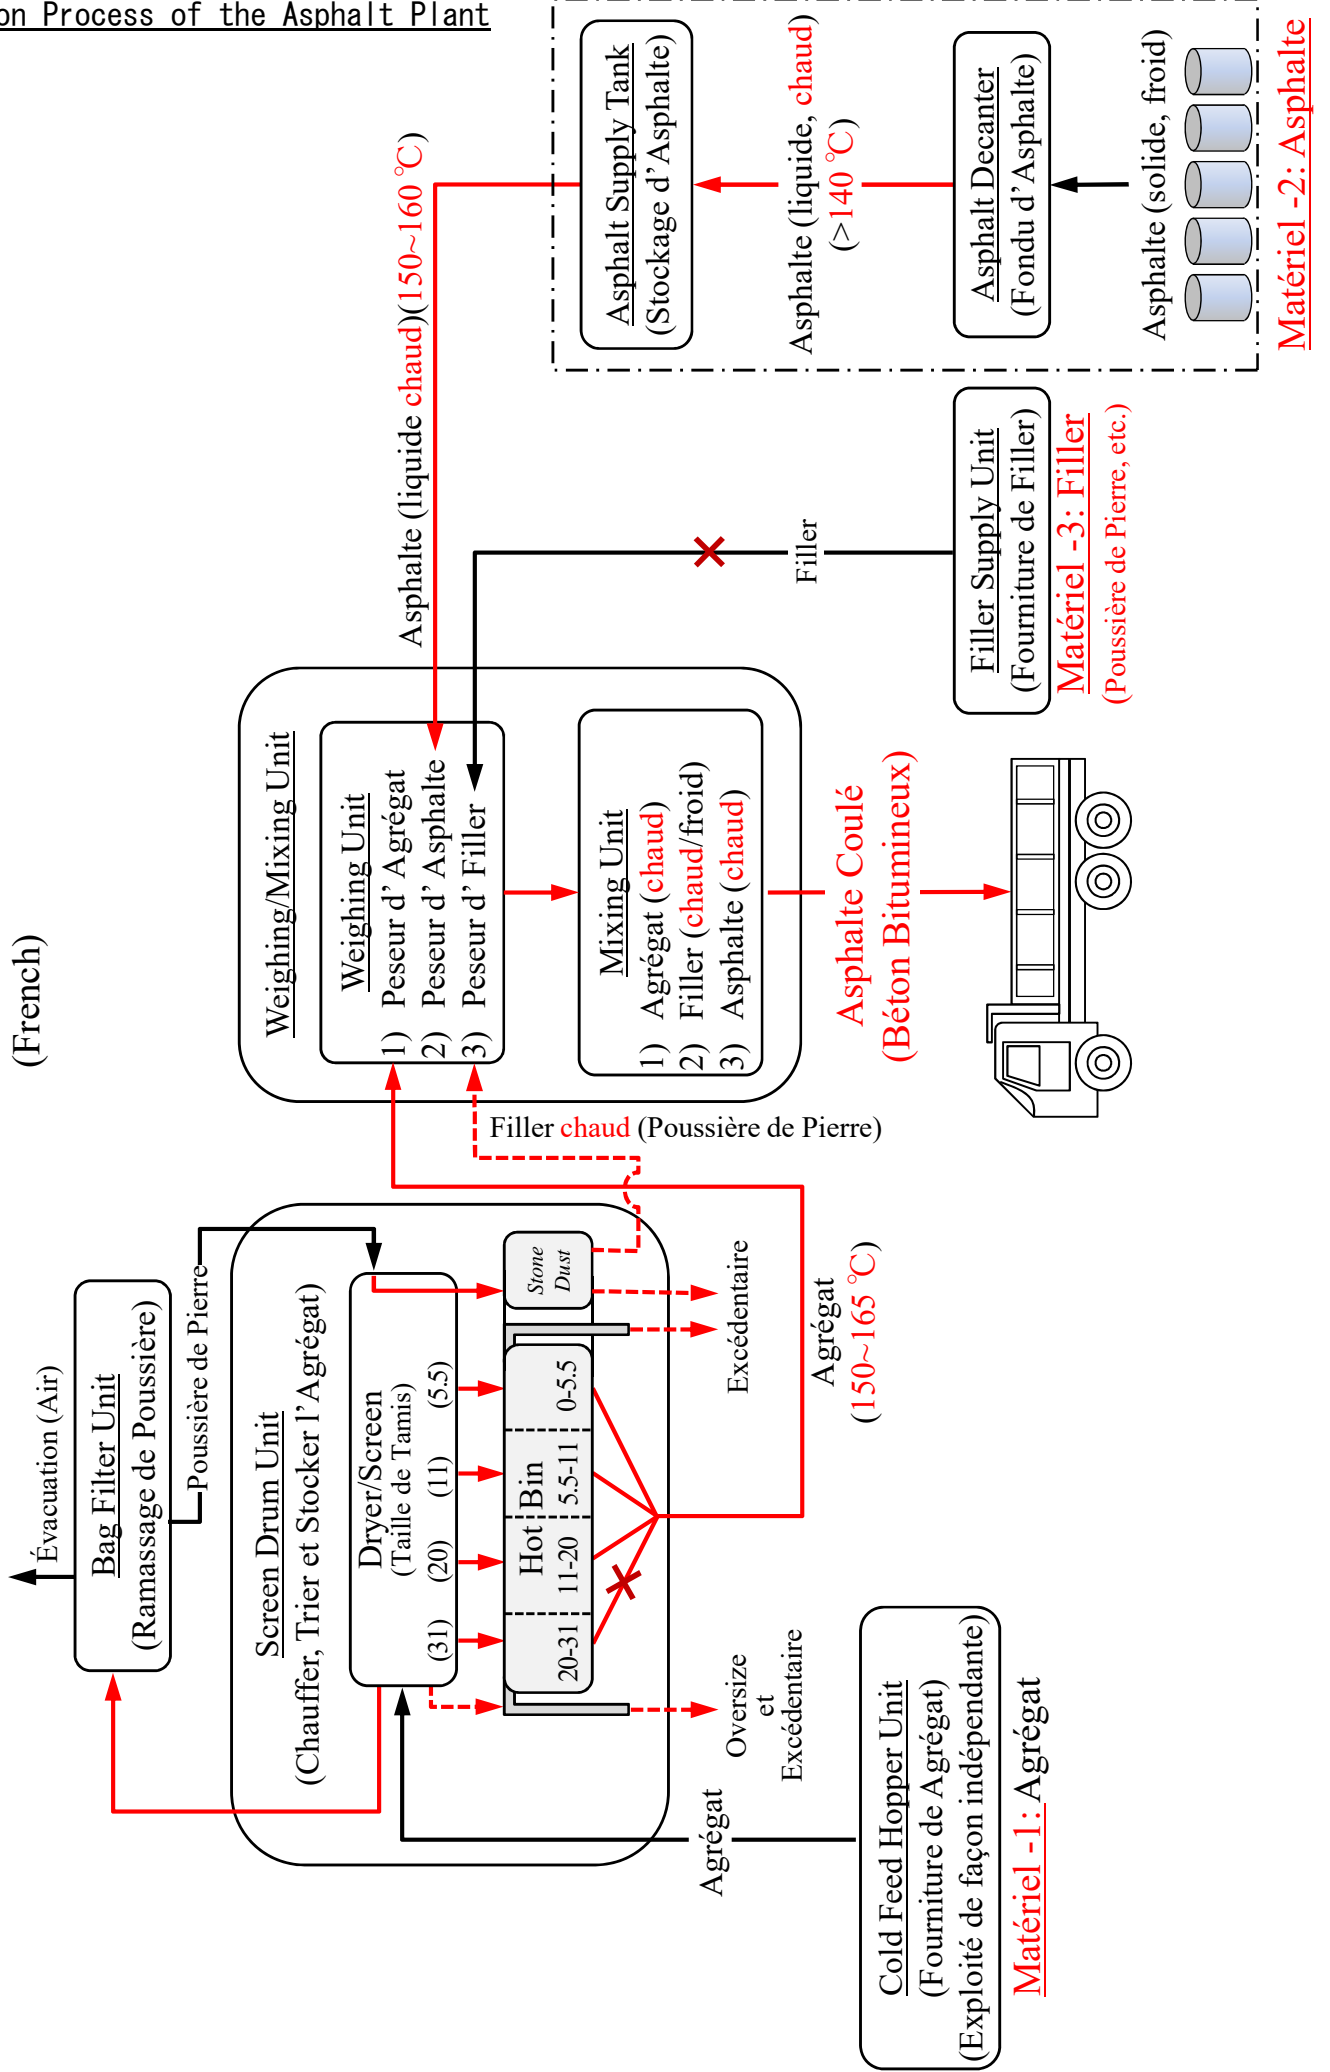 on Process of the Asphalt Plant
(French)
Évacuation (Air)
Bag Filter Unit
(Ramassage de Poussière)
Poussière de Pierre
Screen Drum Unit
(Chauffer, Trier et Stocker l'Agrégat)
Dryer/Screen
(Taille de Tamis)
(31) (20) (11) (5.5)
Hot Bin
20-31 11-20 5.5-11 0-5.5
Stone
Dust
Oversize
et
Excédentaire
Excédentaire
Agrégat
Agrégat
(150~165 ℃)
Cold Feed Hopper Unit
(Fourniture de Agrégat)
(Exploité de façon indépendante)
Matériel -1: Agrégat
Filler chaud (Poussière de Pierre)
Weighing/Mixing Unit
Weighing Unit
1) Peseur d' Agrégat
2) Peseur d' Asphalte
3) Peseur d' Filler
Mixing Unit
1) Agrégat (chaud)
2) Filler (chaud/froid)
3) Asphalte (chaud)
Asphalte Coulé
(Béton Bitumineux)
Asphalte (liquide chaud)(150~160 ℃)
Filler
Filler Supply Unit
(Fourniture de Filler)
Matériel -3: Filler
(Poussière de Pierre, etc.)
Asphalt Supply Tank
(Stockage d'Asphalte)
Asphalte (liquide, chaud)
(>140 ℃)
Asphalt Decanter
(Fondu d'Asphalte)
Asphalte (solide, froid)
Matériel -2: Asphalte